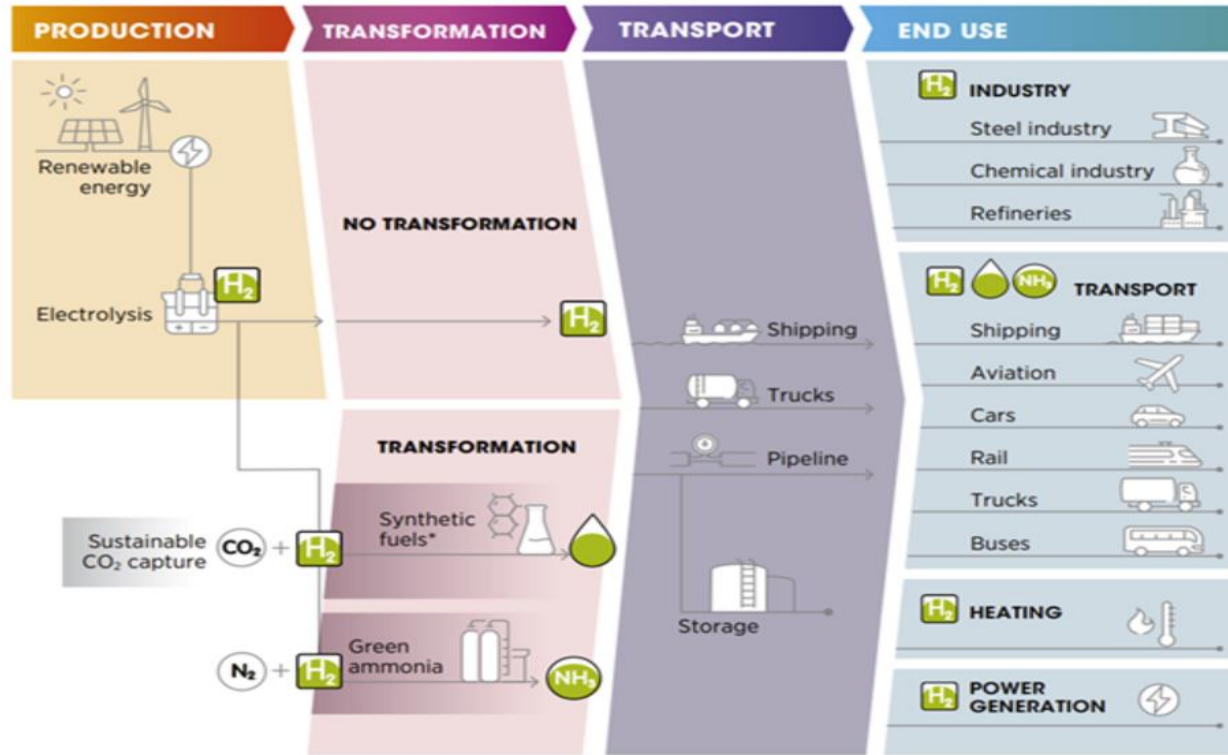 PRODUCTION
TRANSFORMATION
TRANSPORT
END USE
Renewable
energy
Electrolysis
H₂
NO TRANSFORMATION
H₂
TRANSFORMATION
Sustainable
CO₂ capture
CO₂ + H₂
Synthetic
fuels*
N₂ + H₂
Green
ammonia
NH₃
Shipping
Trucks
Pipeline
Storage
H₂ INDUSTRY
Steel industry
Chemical industry
Refineries
H₂ NH₃ TRANSPORT
Shipping
Aviation
Cars
Rail
Trucks
Buses
H₂ HEATING
H₂ POWER
GENERATION